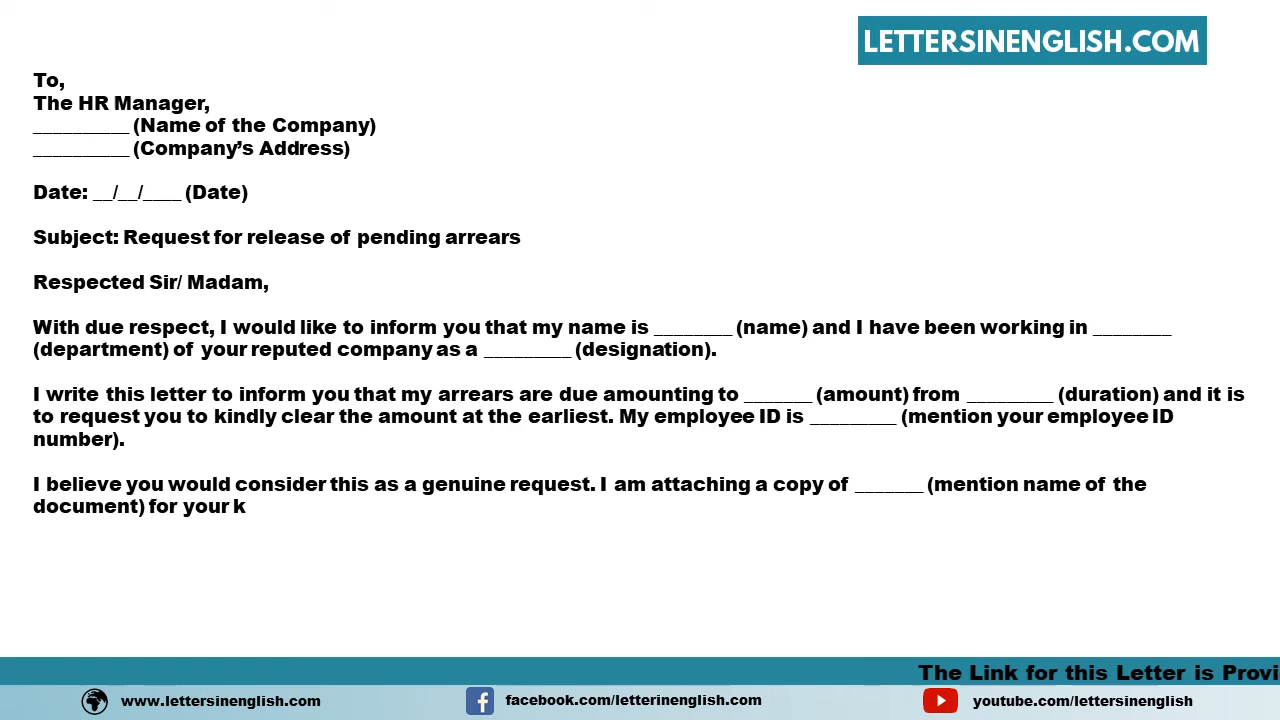 LETTERSINENGLISH.COM
To,
The HR Manager,
__________ (Name of the Company)
__________ (Company’s Address)
Date: __/__/____ (Date)
Subject: Request for release of pending arrears
Respected Sir/ Madam,
With due respect, I would like to inform you that my name is ________ (name) and I have been working in ________
(department) of your reputed company as a _________ (designation).
I write this letter to inform you that my arrears are due amounting to _______ (amount) from _________ (duration) and it is
to request you to kindly clear the amount at the earliest. My employee ID is _________ (mention your employee ID
number).
I believe you would consider this as a genuine request. I am attaching a copy of _______ (mention name of the
document) for your k
The Link for this Letter is Provi
www.lettersinenglish.com
facebook.com/letterinenglish.com
youtube.com/lettersinenglish